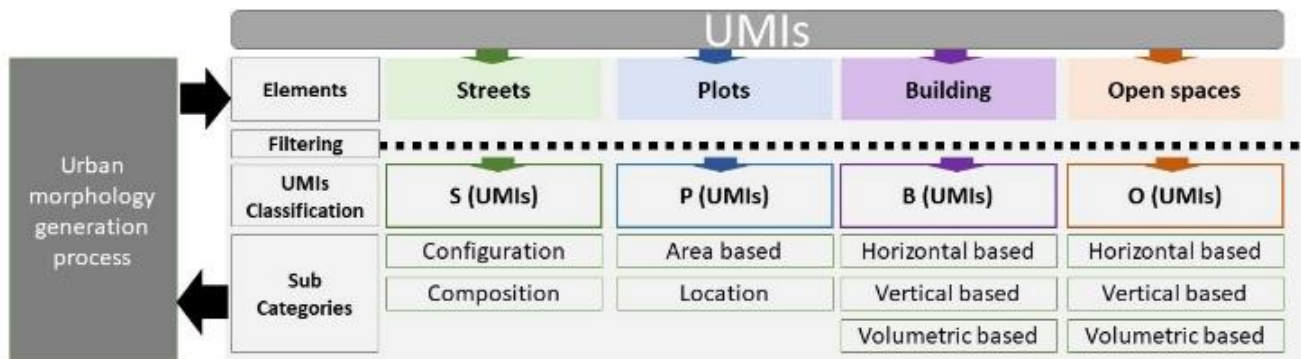 UMIs
Urban
morphology
generation
process
Elements
Streets
Plots
Building
Open spaces
Filtering
UMIs
Classification
S (UMIs)
P (UMIs)
B (UMIs)
O (UMIs)
Sub
Categories
Configuration
Area based
Horizontal based
Horizontal based
Composition
Location
Vertical based
Vertical based
Volumetric based
Volumetric based